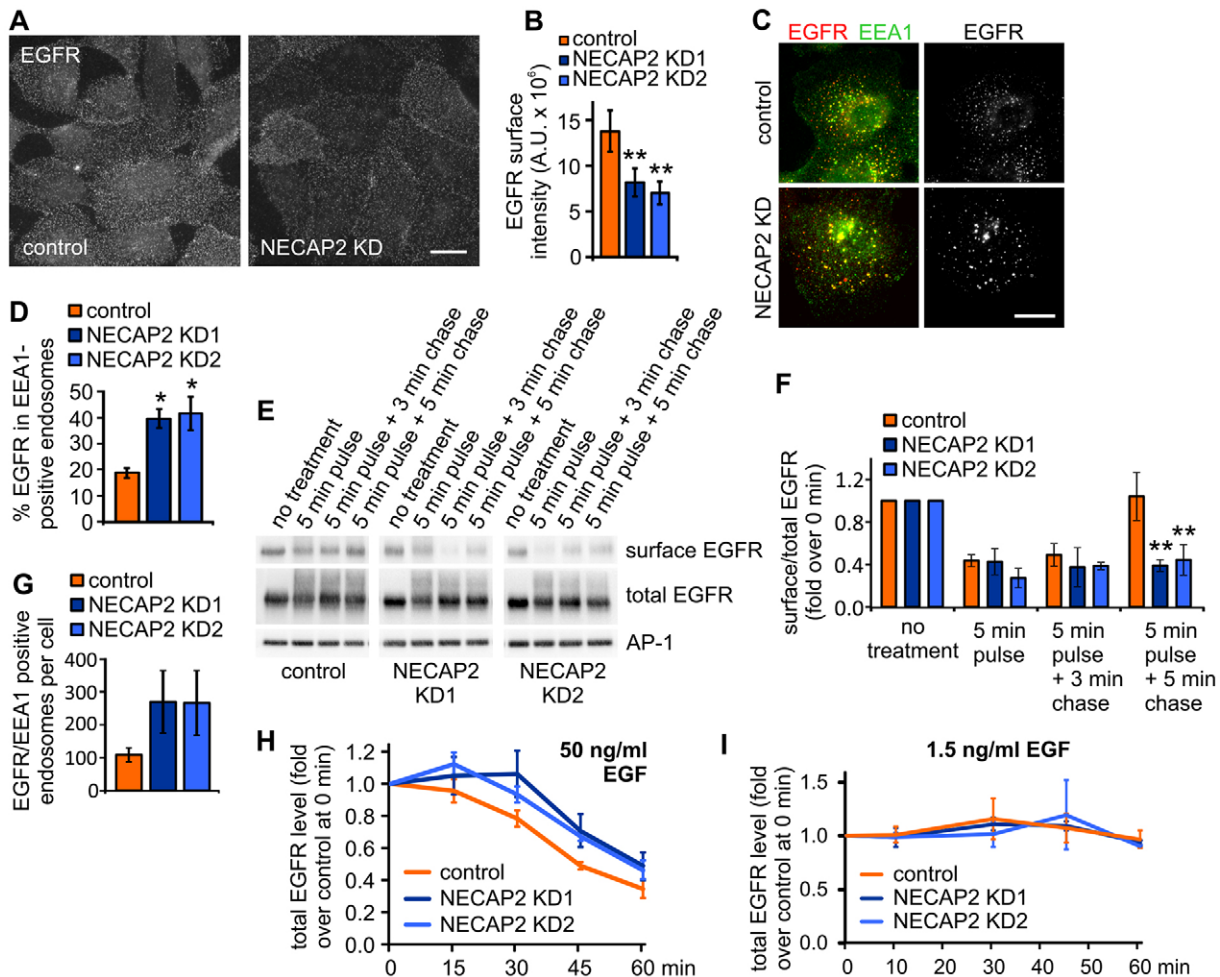 A
EGFR
control
NECAP2 KD
B
control
NECAP2 KD1
NECAP2 KD2
EGFR surface
intensity (A.U. x 10⁶)
15
10
5
0
**
**
C
EGFR EEA1
EGFR
control
NECAP2 KD
D
control
NECAP2 KD1
NECAP2 KD2
% EGFR in EEA1-
positive endosomes
50
40
30
20
10
0
*
*
E
no treatment
5 min pulse
5 min pulse + 3 min chase
5 min pulse + 5 min chase
no treatment
5 min pulse
5 min pulse + 3 min chase
5 min pulse + 5 min chase
no treatment
5 min pulse
5 min pulse + 3 min chase
5 min pulse + 5 min chase
surface EGFR
total EGFR
AP-1
control
NECAP2
KD1
NECAP2
KD2
F
control
NECAP2 KD1
NECAP2 KD2
surface/total EGFR
(fold over 0 min)
1.2
0.8
0.4
0.0
**
**
no
treatment
5 min
pulse
5 min
pulse
+ 3 min
chase
5 min
pulse
+ 5 min
chase
G
control
NECAP2 KD1
NECAP2 KD2
EGFR/EEA1 positive
endosomes per cell
400
300
200
100
0
H
50 ng/ml
EGF
total EGFR level (fold
over control at 0 min)
1.2
1.0
0.8
0.6
0.4
0.2
0.0
control
NECAP2 KD1
NECAP2 KD2
0 15 30 45 60 min
I
1.5 ng/ml EGF
total EGFR level (fold
over control at 0 min)
1.5
1.0
0.5
0.0
control
NECAP2 KD1
NECAP2 KD2
0 10 20 30 40 50 60 min